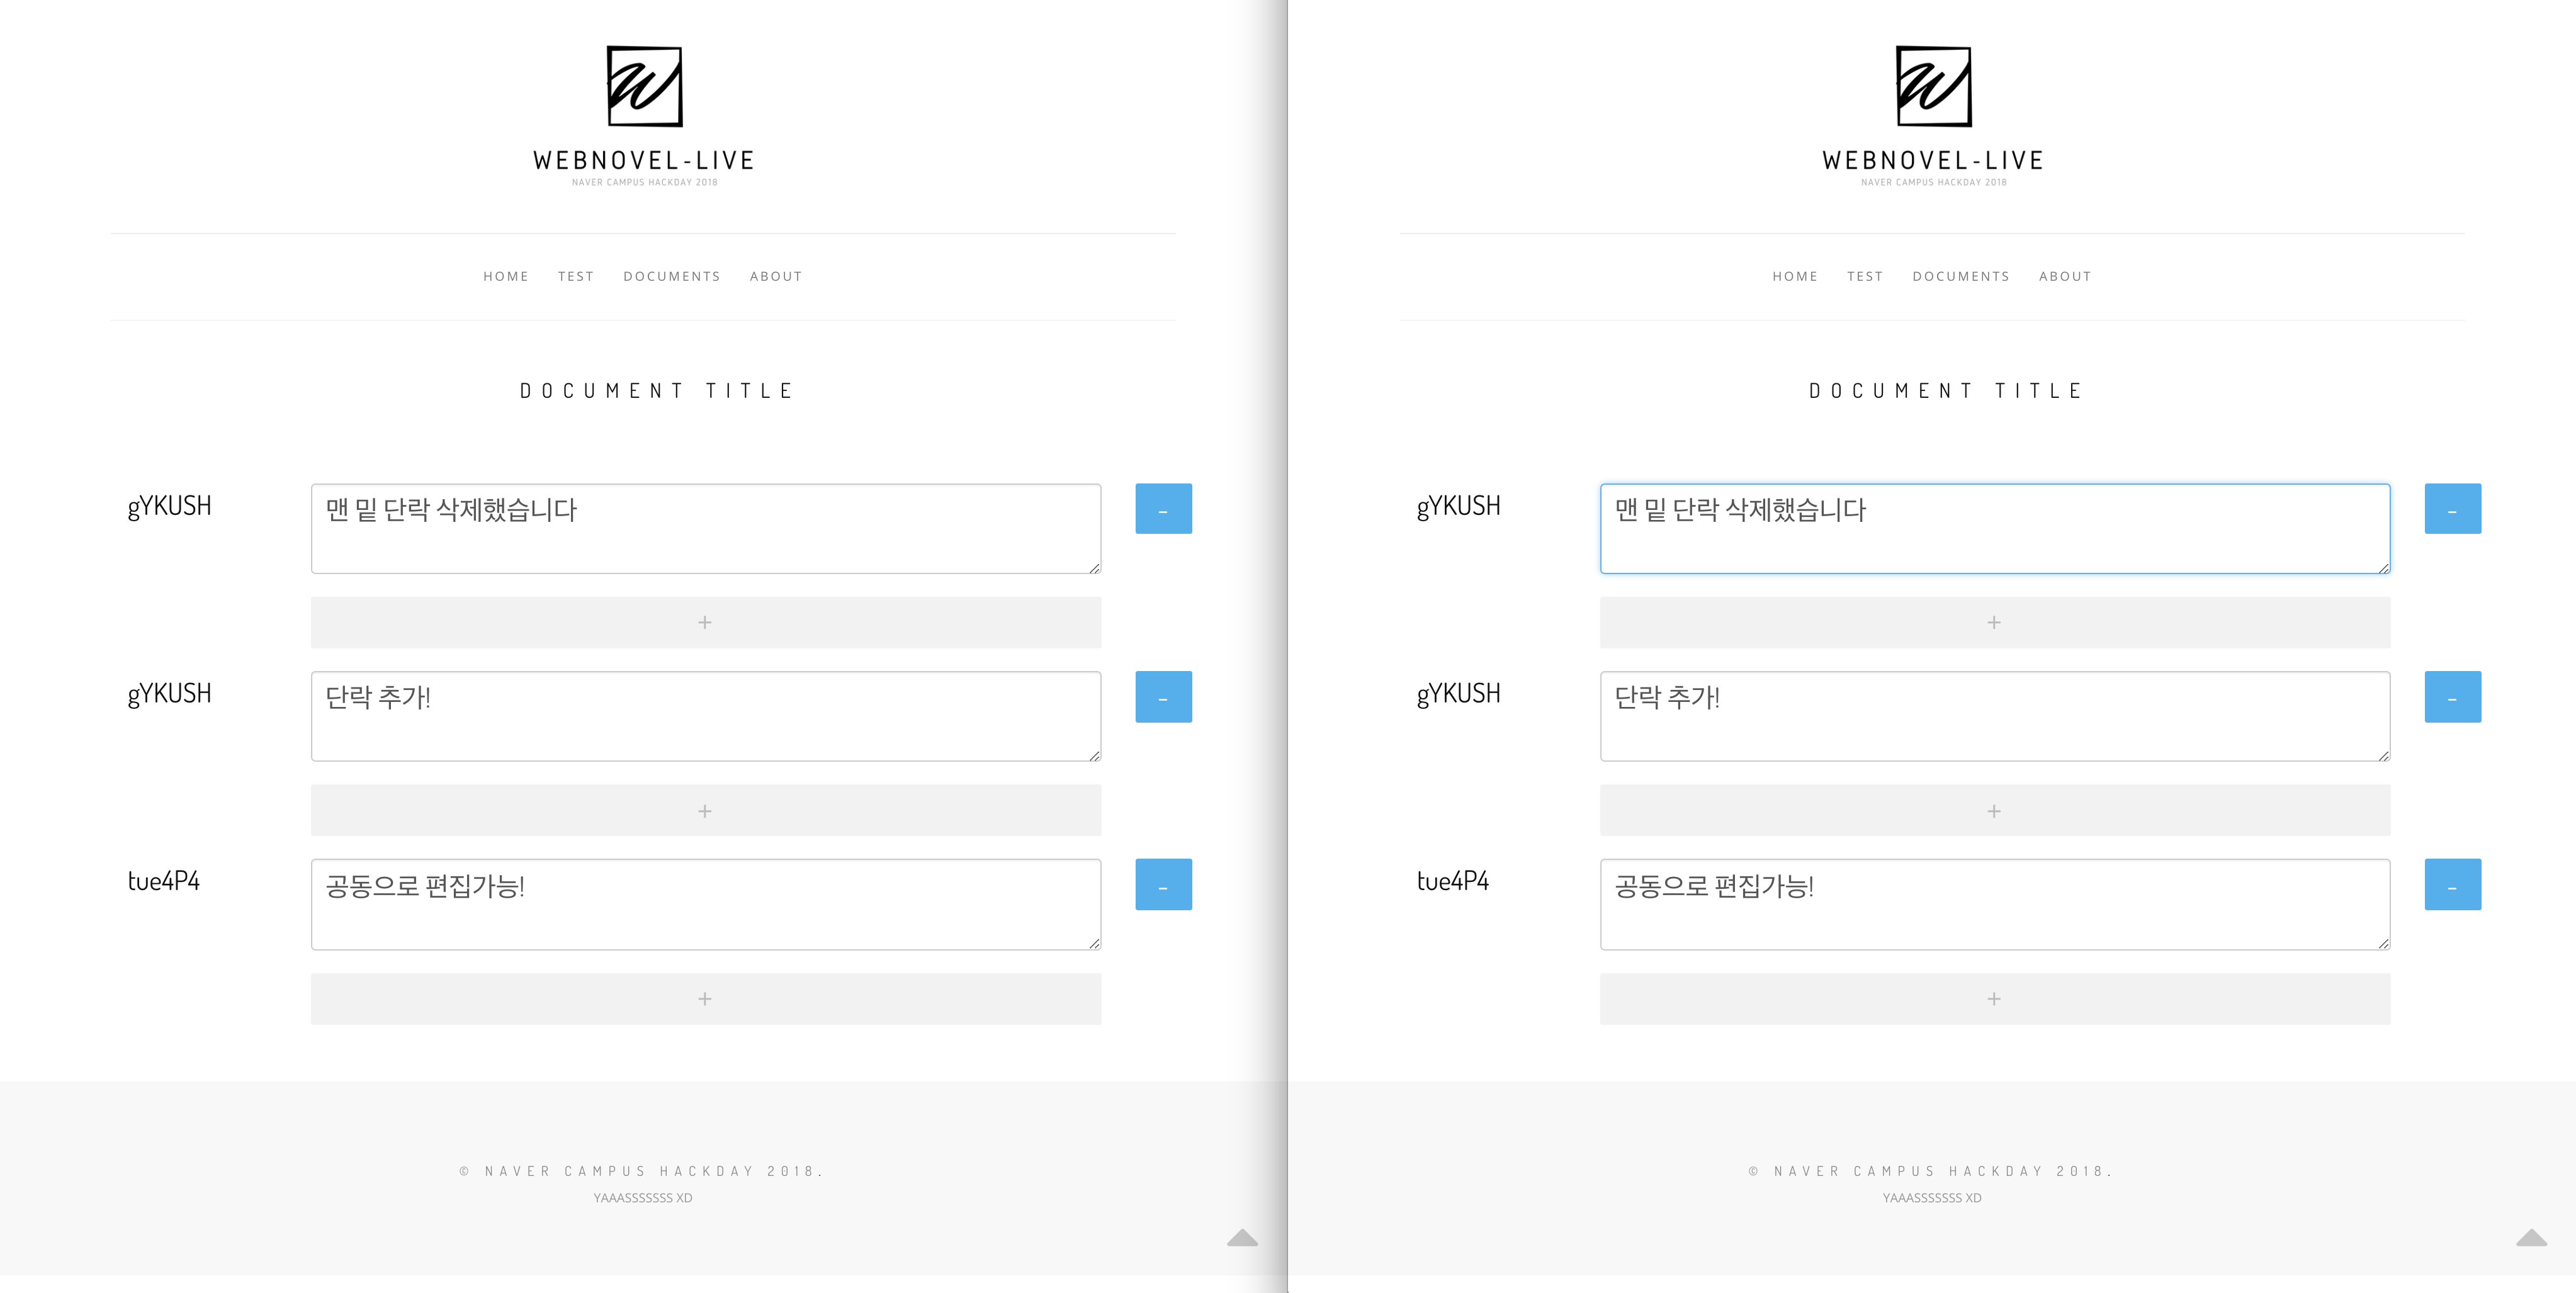 WEBNOVEL-LIVE
NAVER CAMPUS HACKDAY 2018
HOME TEST DOCUMENTS ABOUT
DOCUMENT TITLE
gYKUSH
맨 밑 단락 삭제했습니다
-
+
gYKUSH
단락 추가!
-
+
tue4P4
공동으로 편집가능!
-
+
© NAVER CAMPUS HACKDAY 2018.
YAAASSSSSSS XD
WEBNOVEL-LIVE
NAVER CAMPUS HACKDAY 2018
HOME TEST DOCUMENTS ABOUT
DOCUMENT TITLE
gYKUSH
맨 밑 단락 삭제했습니다
-
+
gYKUSH
단락 추가!
-
+
tue4P4
공동으로 편집가능!
-
+
© NAVER CAMPUS HACKDAY 2018.
YAAASSSSSSS XD